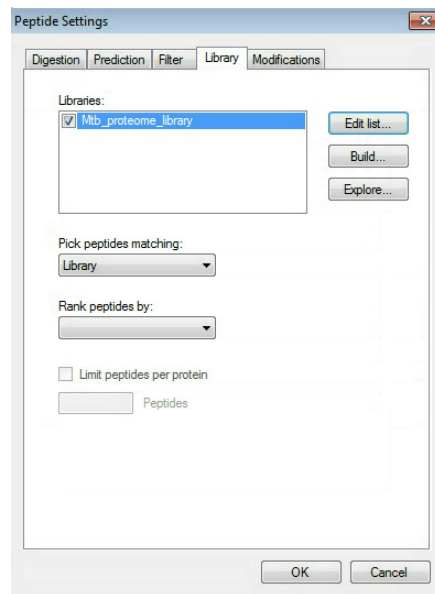 Peptide Settings
Digestion Prediction Filter Library Modifications
Libraries:
Mtb_proteome_library
Edit list...
Build...
Explore...
Pick peptides matching:
Library
Rank peptides by:
Limit peptides per protein
Peptides
OK Cancel